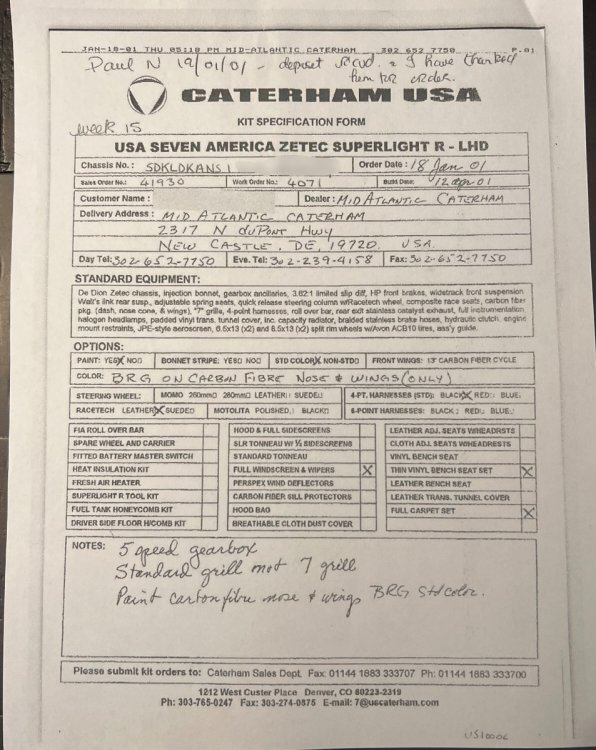 JAN-18-01 THU 05:18 PM MID-ATLANTIC CATERHAM 302 652 7750 P.01
Paul N 19/01/01 - deposit rcvd. & I have thanked
them for order.
CATERHAM USA
KIT SPECIFICATION FORM
week 15
USA SEVEN AMERICA ZETEC SUPERLIGHT R - LHD
Chassis No.: SDKLDKANS1 Order Date: 18 Jan 01
Sales Order No.: 41930 Work Order No.: 4071 Build Date: 12 apr 01
Customer Name: Dealer: MID ATLANTIC CATERHAM
Delivery Address: MID ATLANTIC CATERHAM
2317 N duPont Hwy
NEW CASTLE, DE, 19720. USA.
Day Tel: 302-652-7750 Eve. Tel: 302-239-4158 Fax: 302-652-7750
STANDARD EQUIPMENT:
De Dion Zetec chassis, injection bonnet, gearbox ancillaries, 3.62:1 limited slip diff, HP front brakes, widetrack front suspension
Watt's link rear susp., adjustable spring seats, quick release steering column w/Racetech wheel, composite race seats, carbon fiber
pkg. (dash, nose cone, & wings), "7" grille, 4-point harnesses, roll over bar, rear exit stainless catalyst exhaust, full instrumentation
halogen headlamps, padded vinyl trans. tunnel cover, inc. capacity radiator, braided stainless brake hoses, hydraulic clutch, engine
mount restraints, JPE-style aeroscreen, 6.5x13 (x2) and 8.5x13 (x2) split rim wheels w/Avon ACB10 tires, ass'y guide.
OPTIONS:
PAINT: YES☒ NO☐ BONNET STRIPE: YES☐ NO☐ STD COLOR☒ NON-STD☐ FRONT WINGS: 13" CARBON FIBER CYCLE
COLOR: BRG ON CARBON FIBRE NOSE & WINGS (ONLY)
STEERING WHEEL: MOMO 260mm☐ 280mm☐ LEATHER☐ SUEDE☐ 4-PT. HARNESSES (STD): BLACK☒ RED☐ BLUE☐
RACETECH LEATHER☒ SUEDE☐ MOTOLITA POLISHED☐ BLACK☐ 6-POINT HARNESSES: BLACK☐ RED☐ BLUE☐
FIA ROLL OVER BAR HOOD & FULL SIDESCREENS LEATHER ADJ. SEATS W/HEADRSTS
SPARE WHEEL AND CARRIER SLR TONNEAU W/ ½ SIDESCREENS CLOTH ADJ. SEATS W/HEADRESTS
FITTED BATTERY MASTER SWITCH STANDARD TONNEAU VINYL BENCH SEAT
HEAT INSULATION KIT FULL WINDSCREEN & WIPERS X THIN VINYL BENCH SEAT SET X
FRESH AIR HEATER PERSPEX WIND DEFLECTORS LEATHER BENCH SEAT
SUPERLIGHT R TOOL KIT CARBON FIBER SILL PROTECTORS LEATHER TRANS. TUNNEL COVER
FUEL TANK HONEYCOMB KIT HOOD BAG FULL CARPET SET X
DRIVER SIDE FLOOR H/COMB KIT BREATHABLE CLOTH DUST COVER
NOTES: 5 speed gearbox
Standard grill not 7 grill
Paint carbon fibre nose & wings BRG Std color.
Please submit kit orders to: Caterham Sales Dept. Fax: 01144 1883 333707 Ph: 01144 1883 333700
1212 West Custer Place Denver, CO 80223-2319
Ph: 303-765-0247 Fax: 303-274-0875 E-mail: 7@uscaterham.com